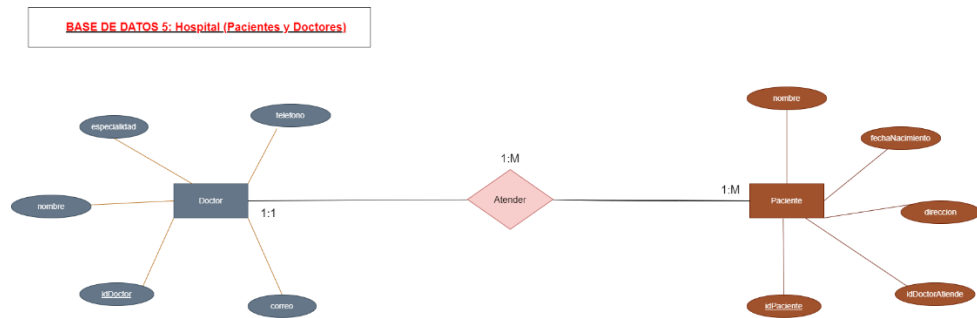 BASE DE DATOS 5: Hospital (Pacientes y Doctores)
nombre
telefono
especialidad
fechaNacimiento
1:M
1:M
Doctor
Atender
Paciente
nombre
1:1
direccion
idDoctor
correo
idPaciente
idDoctorAtiende